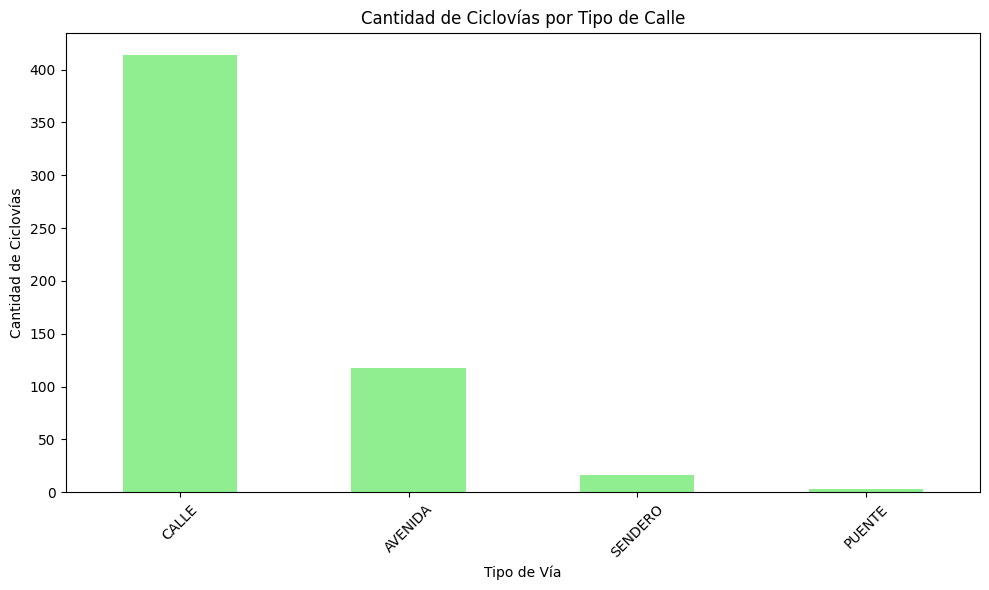 Cantidad de Ciclovías por Tipo de Calle
Cantidad de Ciclovías
400
350
300
250
200
150
100
50
0
CALLE
AVENIDA
SENDERO
PUENTE
Tipo de Vía